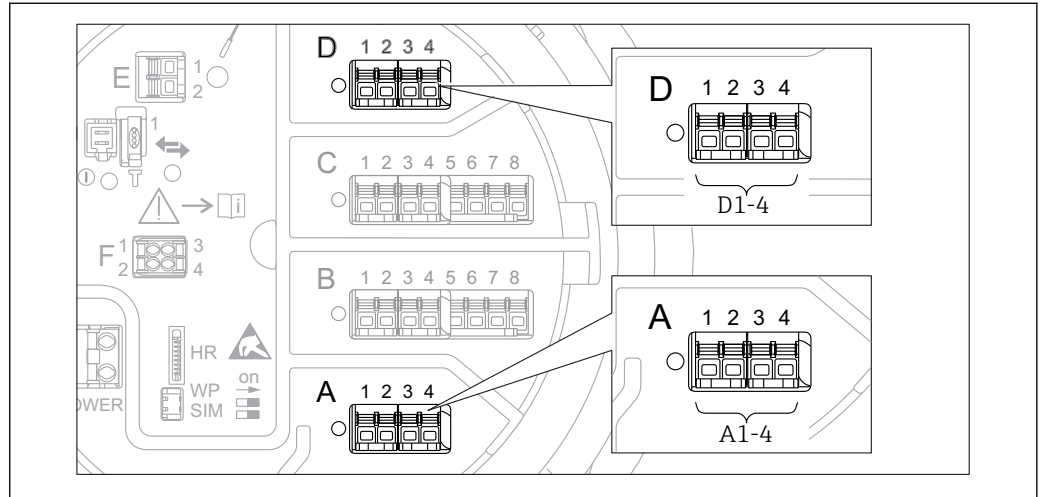 D 1 2 3 4
E 1
2
D 1 2 3 4
D1-4
1
C 1 2 3 4 5 6 7 8
i
F 1 3
2 4
B 1 2 3 4 5 6 7 8
A 1 2 3 4
A1-4
HR
WP on
SIM
OWER
A 1 2 3 4